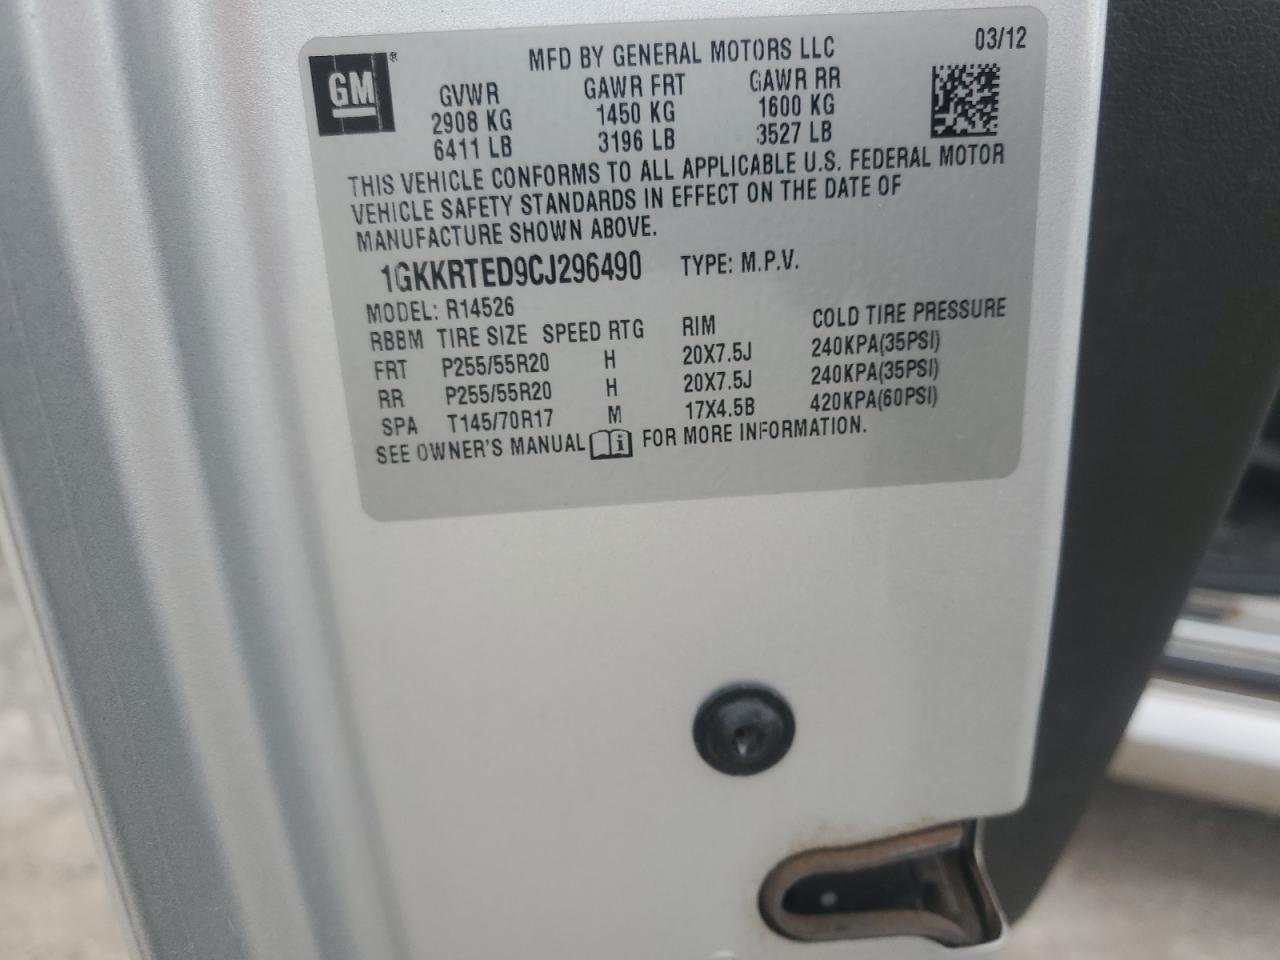 GM®
MFD BY GENERAL MOTORS LLC 03/12
GVWR GAWR FRT GAWR RR
2908 KG 1450 KG 1600 KG
6411 LB 3196 LB 3527 LB
THIS VEHICLE CONFORMS TO ALL APPLICABLE U.S. FEDERAL MOTOR
VEHICLE SAFETY STANDARDS IN EFFECT ON THE DATE OF
MANUFACTURE SHOWN ABOVE.
1GKKRTED9CJ296490 TYPE: M.P.V.
MODEL: R14526
RBBM TIRE SIZE SPEED RTG RIM COLD TIRE PRESSURE
FRT P255/55R20 H 20X7.5J 240KPA(35PSI)
RR P255/55R20 H 20X7.5J 240KPA(35PSI)
SPA T145/70R17 M 17X4.5B 420KPA(60PSI)
SEE OWNER'S MANUAL FOR MORE INFORMATION.